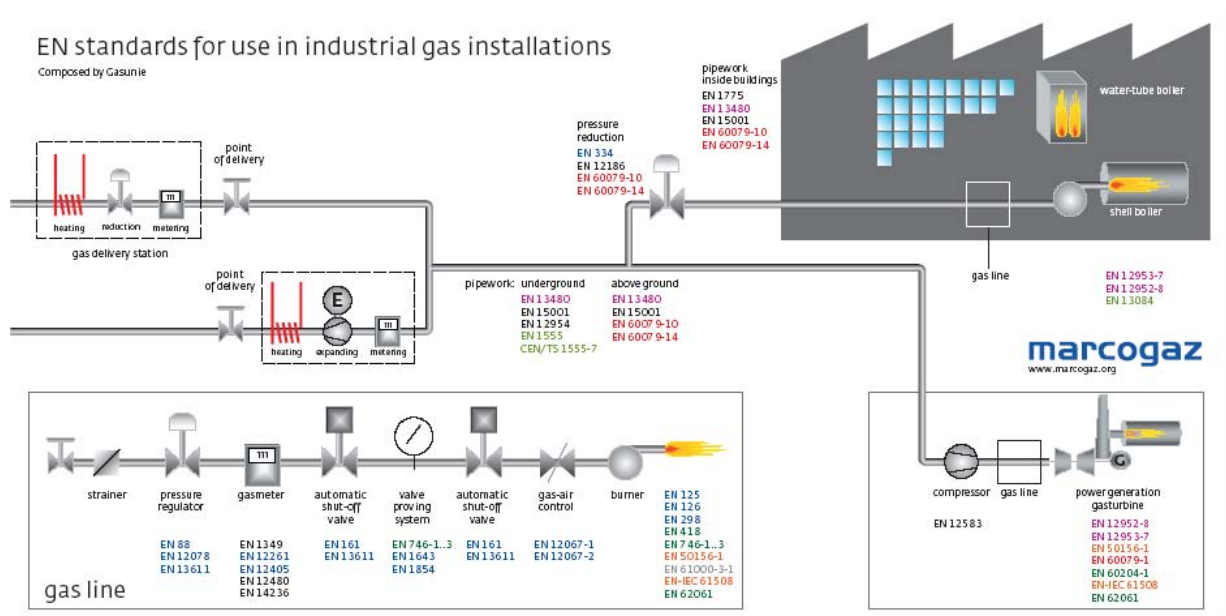 EN standards for use in industrial gas installations
Composed by Gasunie
pipework
inside buildings
EN 1775
EN 13480
EN 15001
EN 60079-10
EN 60079-14
water-tube boiler
pressure
reduction
EN 334
EN 12186
EN 60079-10
EN 60079-14
point
of delivery
m
heating
reduction
metering
gas delivery station
shell boiler
gas line
EN 12953-7
EN 12952-8
EN 13084
point
of delivery
E
m
heating
expanding
metering
pipework:
underground
EN 13480
EN 15001
EN 12954
EN 1555
CEN/TS 1555-7
above ground
EN 13480
EN 15001
EN 60079-10
EN 60079-14
marcogaz
www.marcogaz.org
m
strainer
pressure
regulator
EN 88
EN 12078
EN 13611
gasmeter
EN 1349
EN 12261
EN 12405
EN 12480
EN 14236
automatic
shut-off
valve
EN 161
EN 13611
valve
proving
system
EN 746-1..3
EN 1643
EN 1854
automatic
shut-off
valve
EN 161
EN 13611
gas-air
control
EN 12067-1
EN 12067-2
burner
EN 125
EN 126
EN 298
EN 418
EN 746-1..3
EN 50156-1
EN 61000-3-1
EN-IEC 61508
EN 62061
gas line
G
compressor
EN 12583
gas line
power generation
gasturbine
EN 12952-8
EN 12953-7
EN 50156-1
EN 60079-1
EN 60204-1
EN-IEC 61508
EN 62061